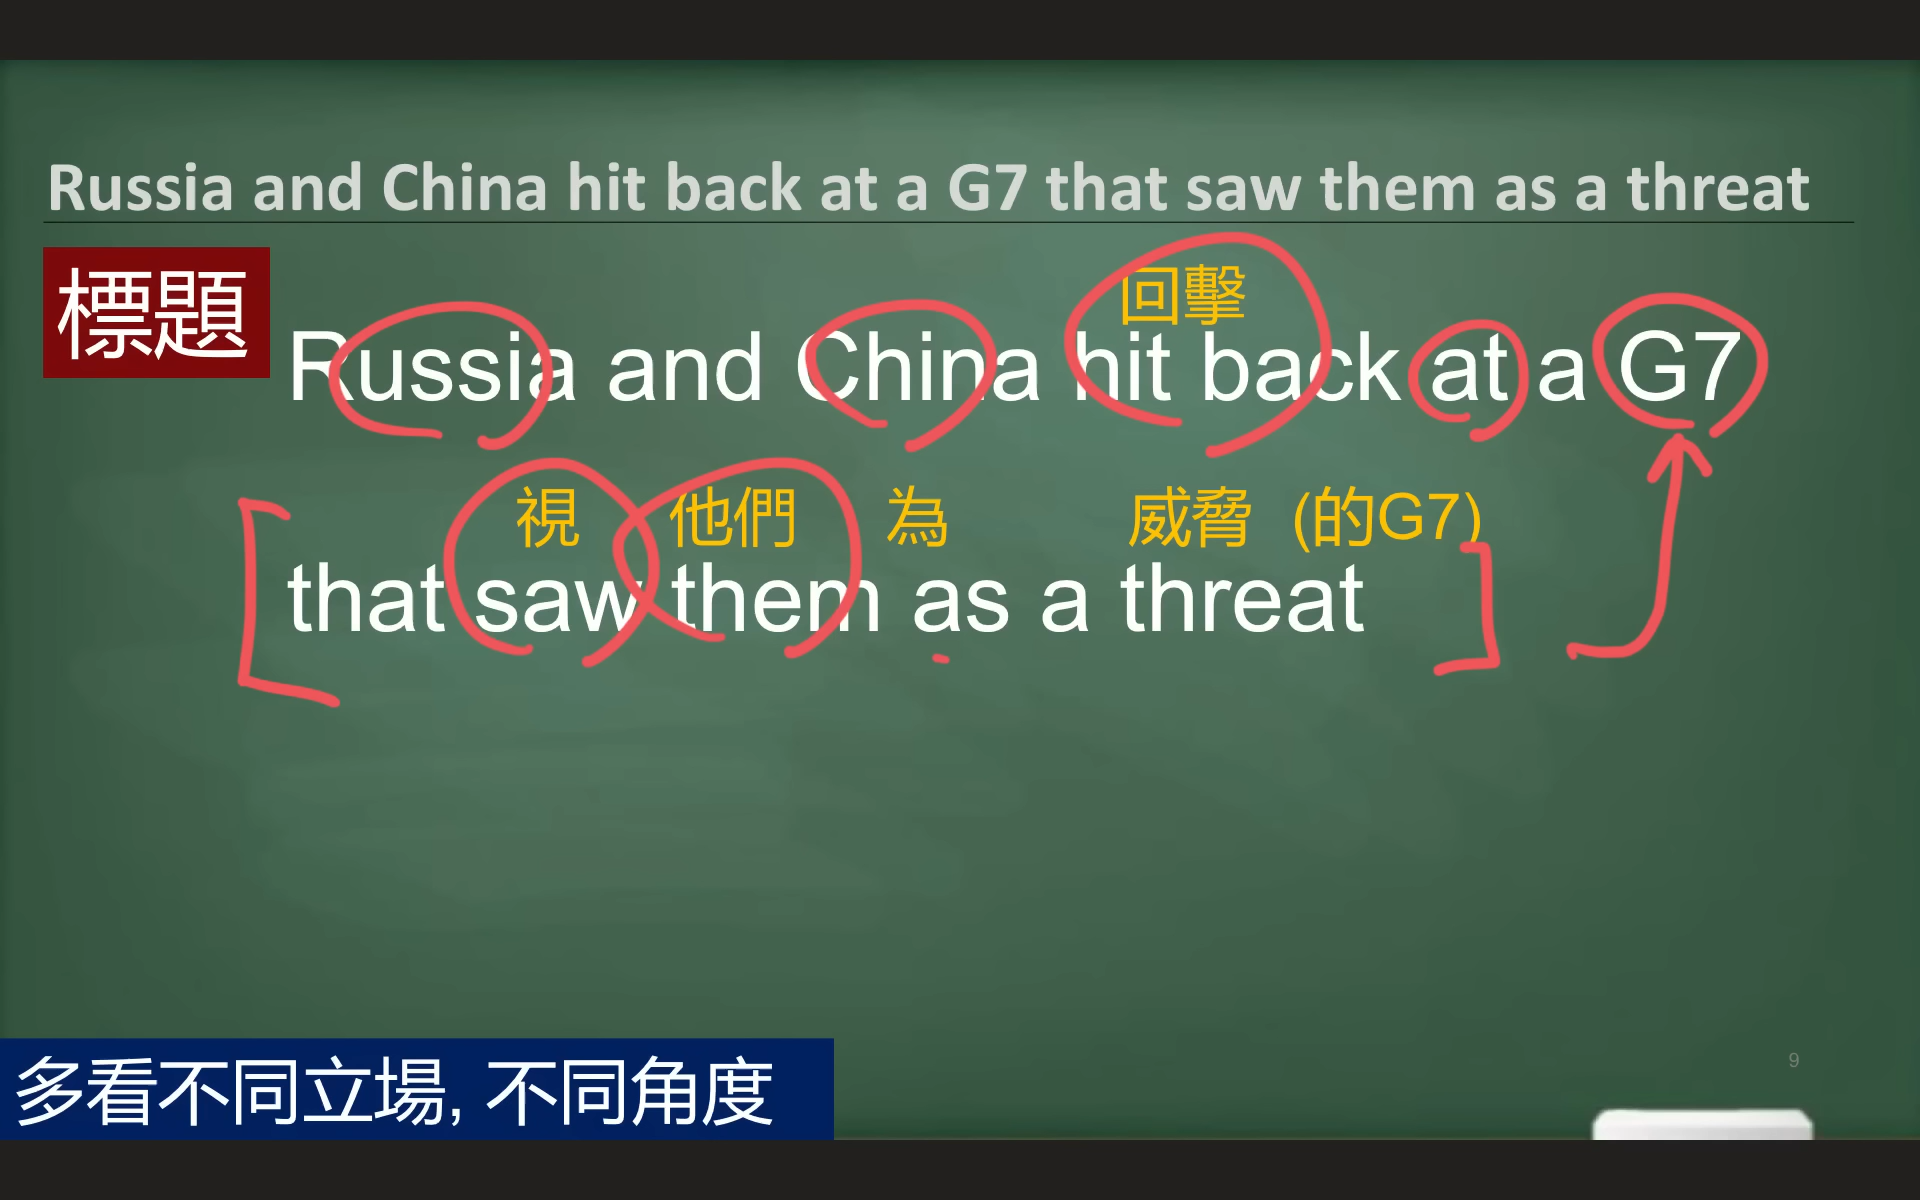 Russia and China hit back at a G7 that saw them as a threat
標題
回擊
Russia and China hit back at a G7
視 他們 為 威脅 (的G7)
that saw them as a threat
多看不同立場, 不同角度
9